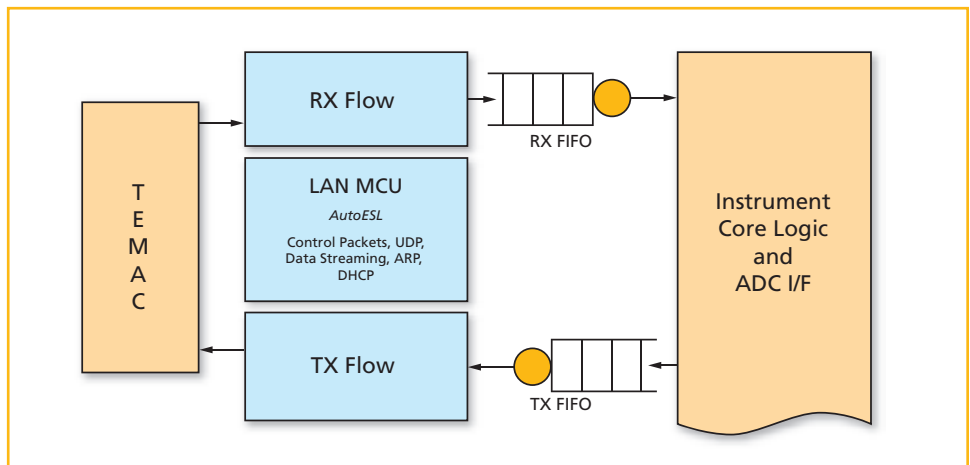 TEMAC
RX Flow
RX FIFO
LAN MCU
AutoESL
Control Packets, UDP,
Data Streaming, ARP,
DHCP
TX Flow
TX FIFO
Instrument
Core Logic
and
ADC I/F